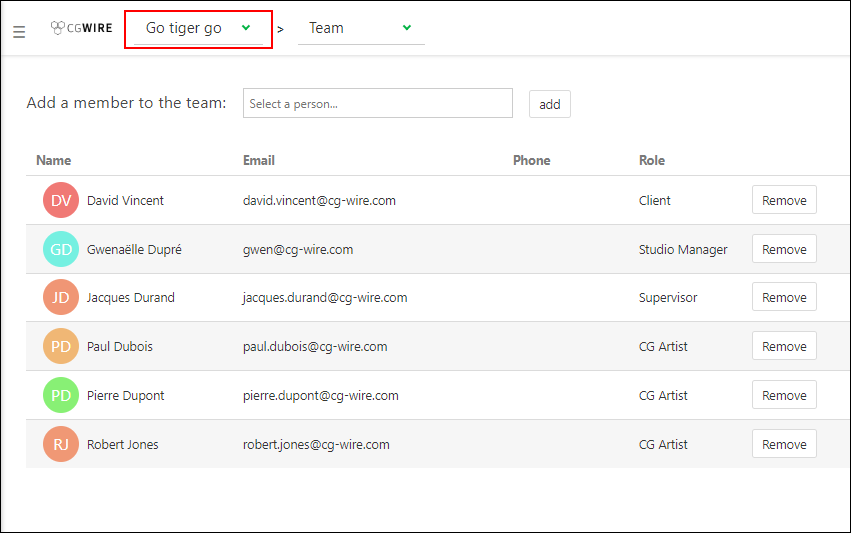 ☰ CGWIRE Go tiger go > Team
Add a member to the team: Select a person... add
Name Email Phone Role
DV David Vincent david.vincent@cg-wire.com Client Remove
GD Gwenaëlle Dupré gwen@cg-wire.com Studio Manager Remove
JD Jacques Durand jacques.durand@cg-wire.com Supervisor Remove
PD Paul Dubois paul.dubois@cg-wire.com CG Artist Remove
PD Pierre Dupont pierre.dupont@cg-wire.com CG Artist Remove
RJ Robert Jones robert.jones@cg-wire.com CG Artist Remove